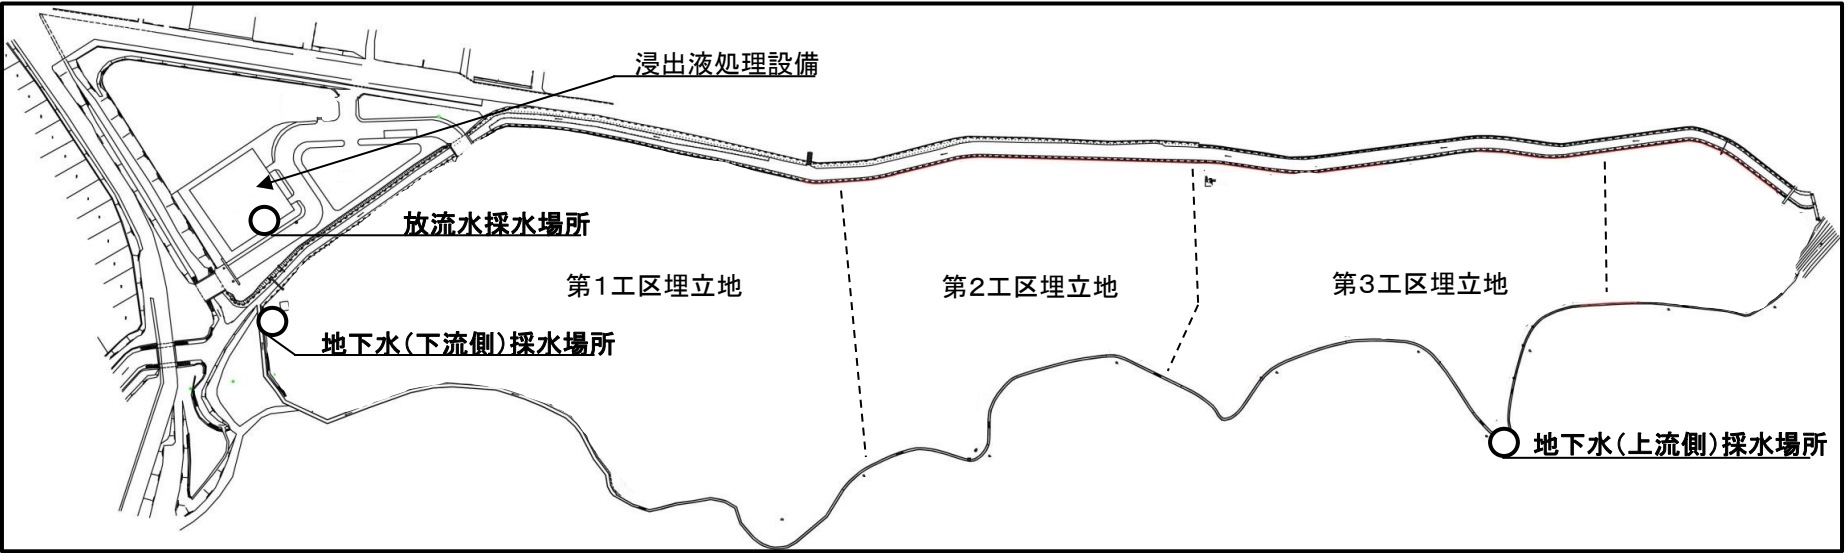 浸出液処理設備
放流水採水場所
第1工区埋立地
第2工区埋立地
第3工区埋立地
地下水(下流側)採水場所
地下水(上流側)採水場所